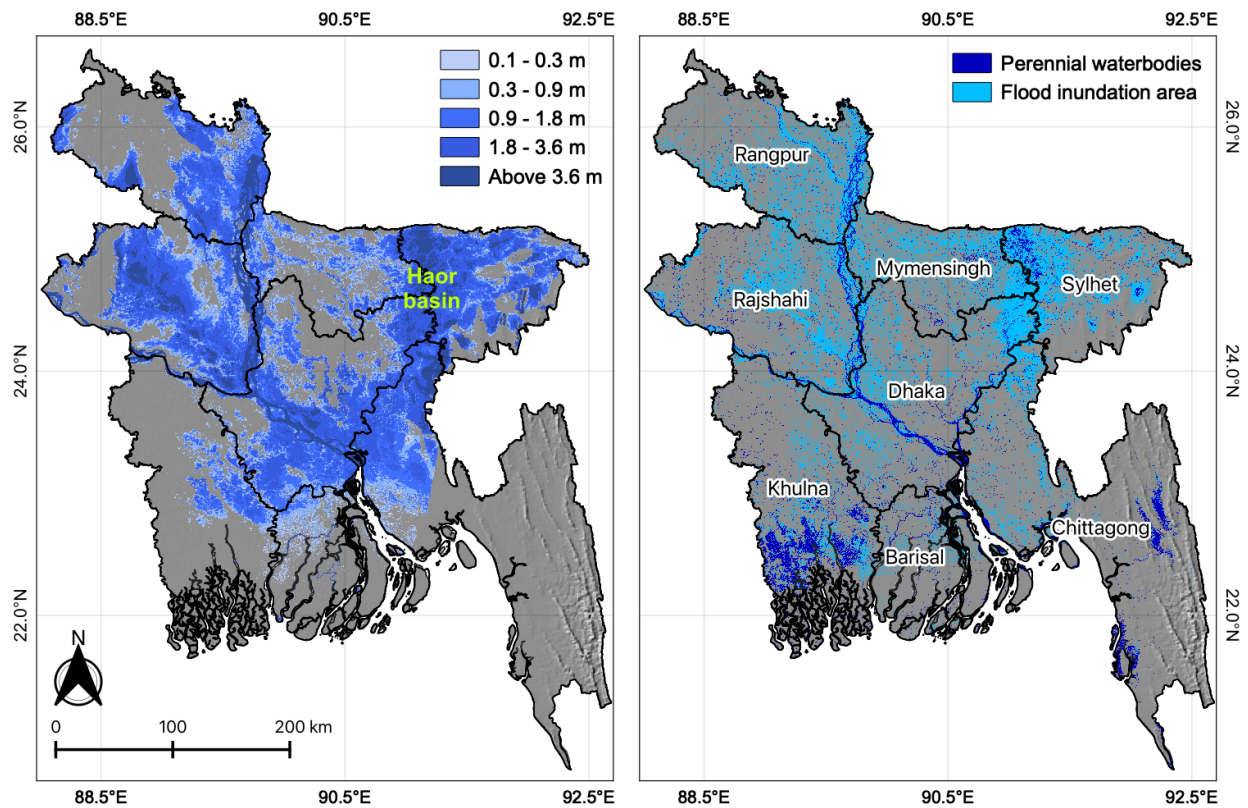 88.5°E 90.5°E 92.5°E 88.5°E 90.5°E 92.5°E
0.1 - 0.3 m
0.3 - 0.9 m
0.9 - 1.8 m
1.8 - 3.6 m
Above 3.6 m
Perennial waterbodies
Flood inundation area
26.0°N
24.0°N
22.0°N
Haor
basin
N
0 100 200 km
Rangpur
Mymensingh
Sylhet
Rajshahi
Dhaka
Khulna
Chittagong
Barisal
26.0°N
24.0°N
22.0°N
88.5°E 90.5°E 92.5°E 88.5°E 90.5°E 92.5°E